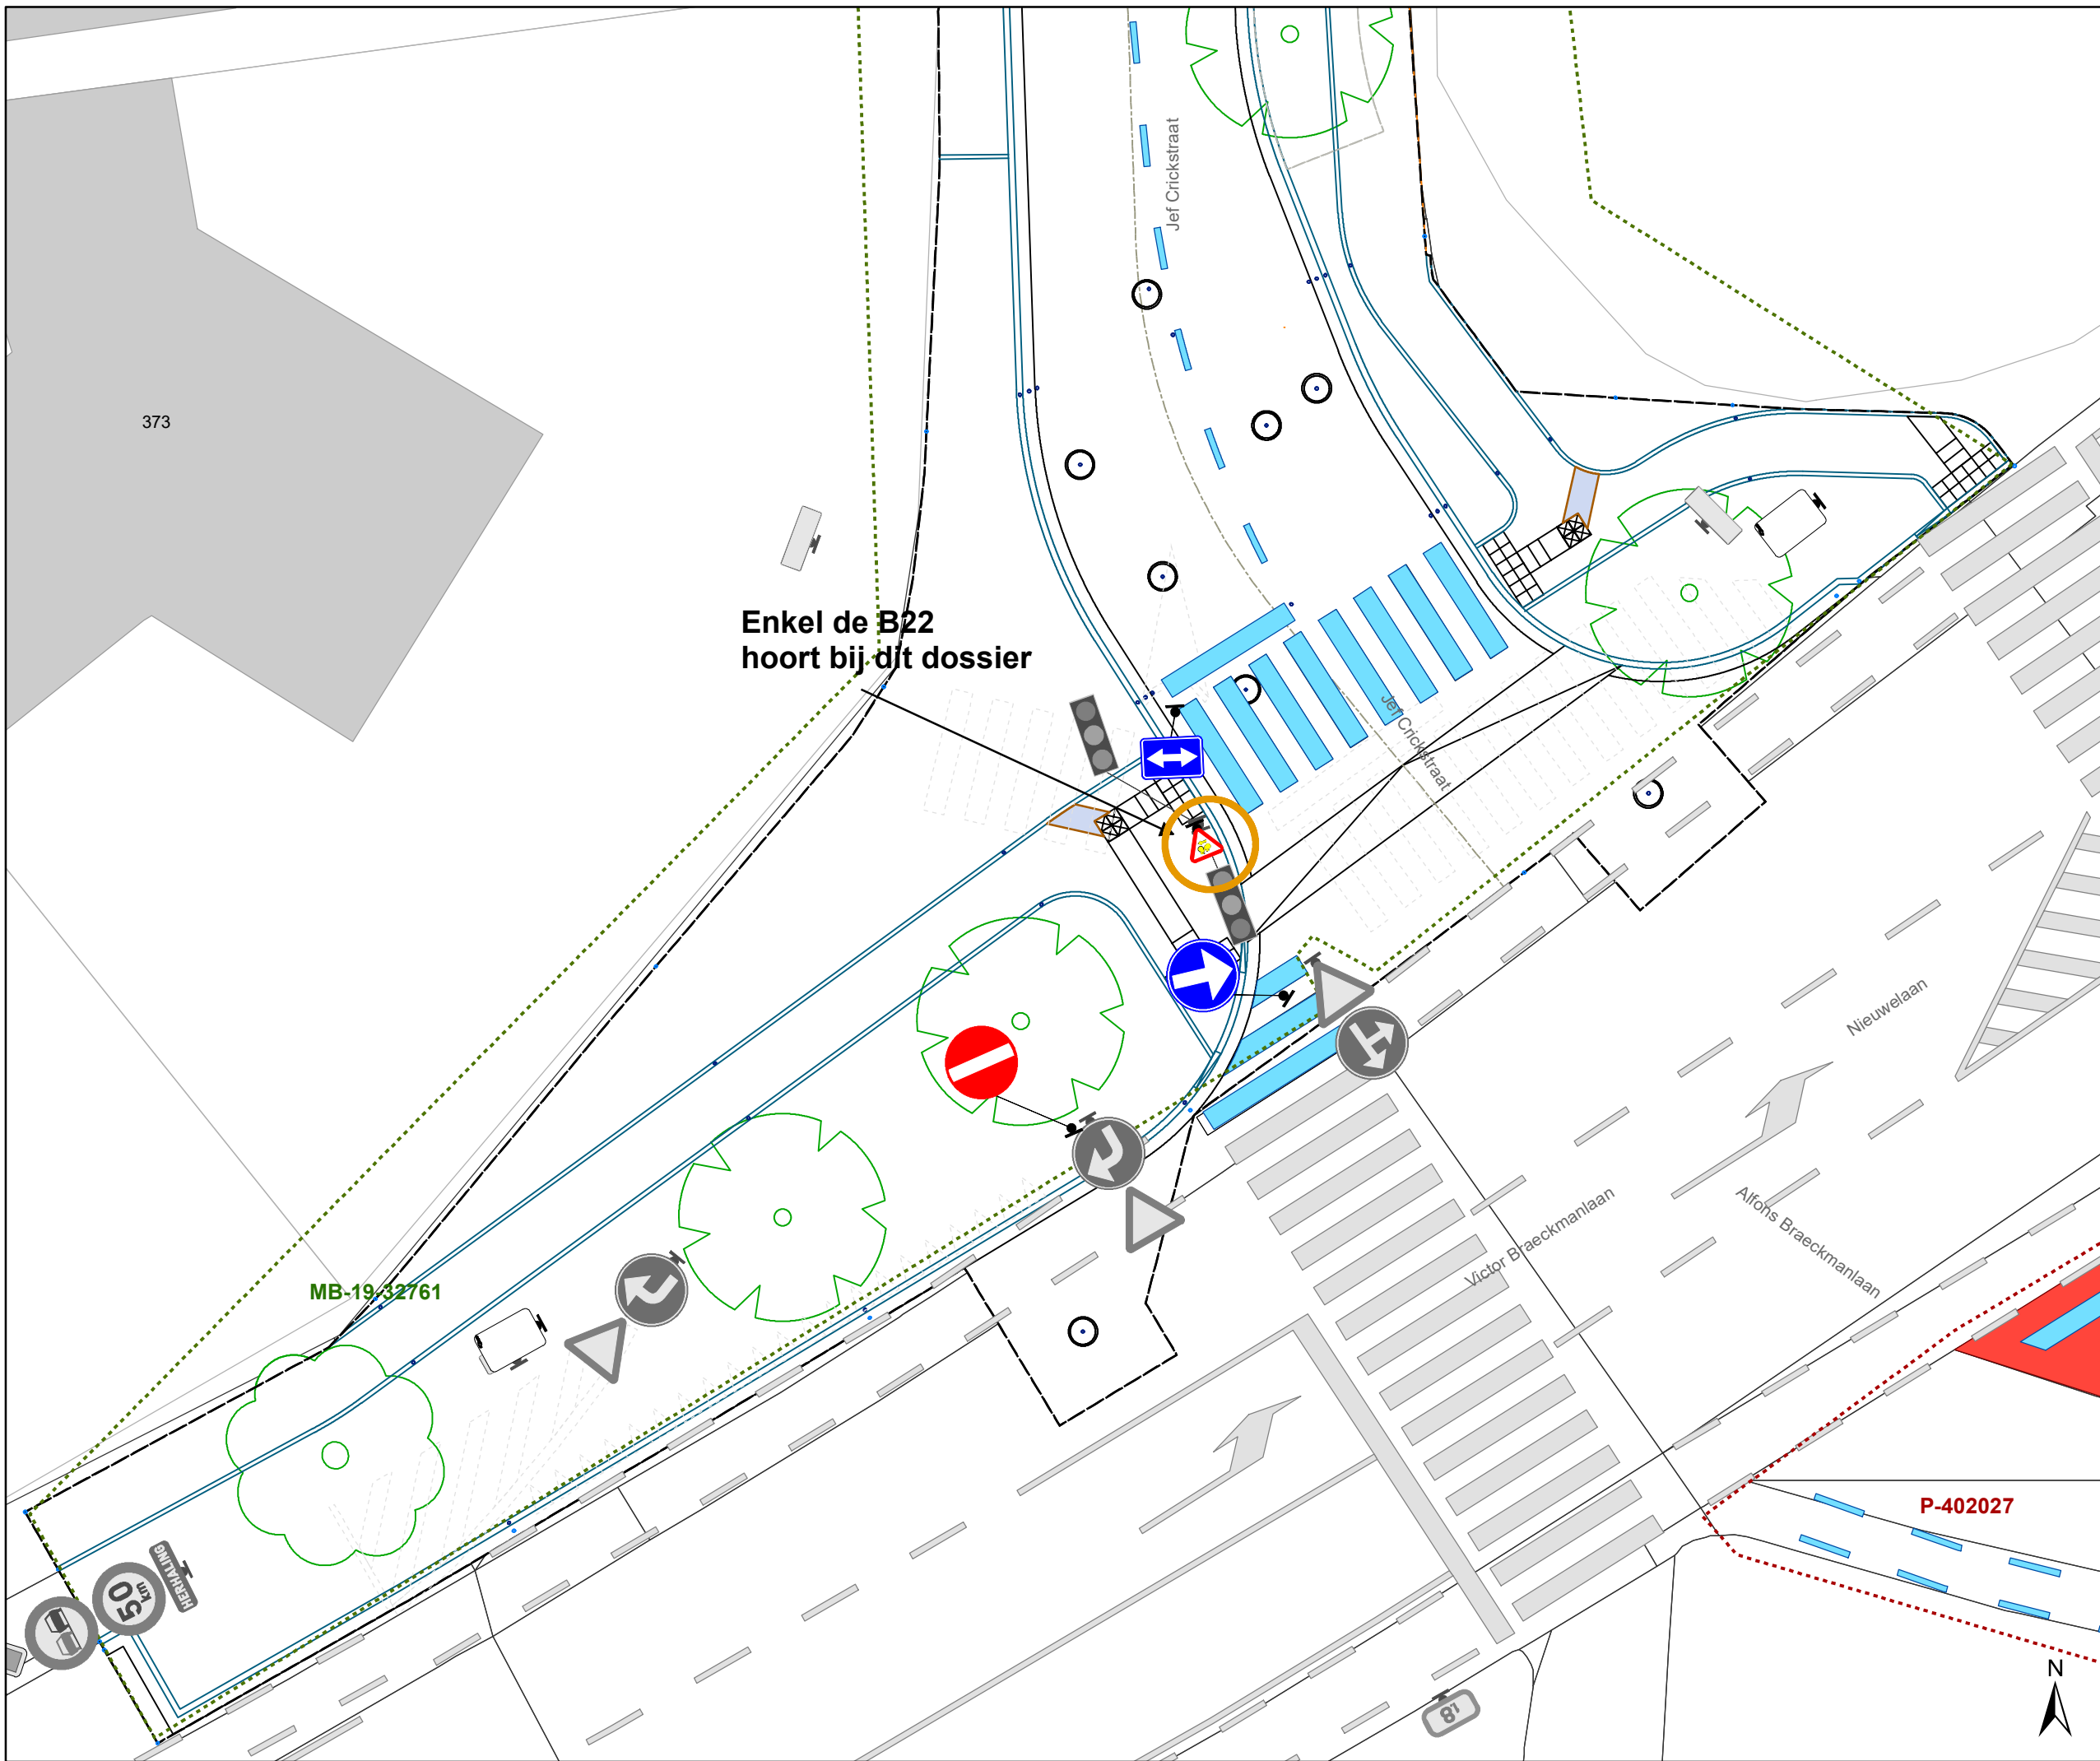 Jef Crickstraat
373
Enkel de B22
hoort bij dit dossier
Jef Crickstraat
Nieuwelaan
Victor Braeckmanlaan
Alfons Braeckmanlaan
MB-19-32761
P-402027
HERHALING
50
km
81
N